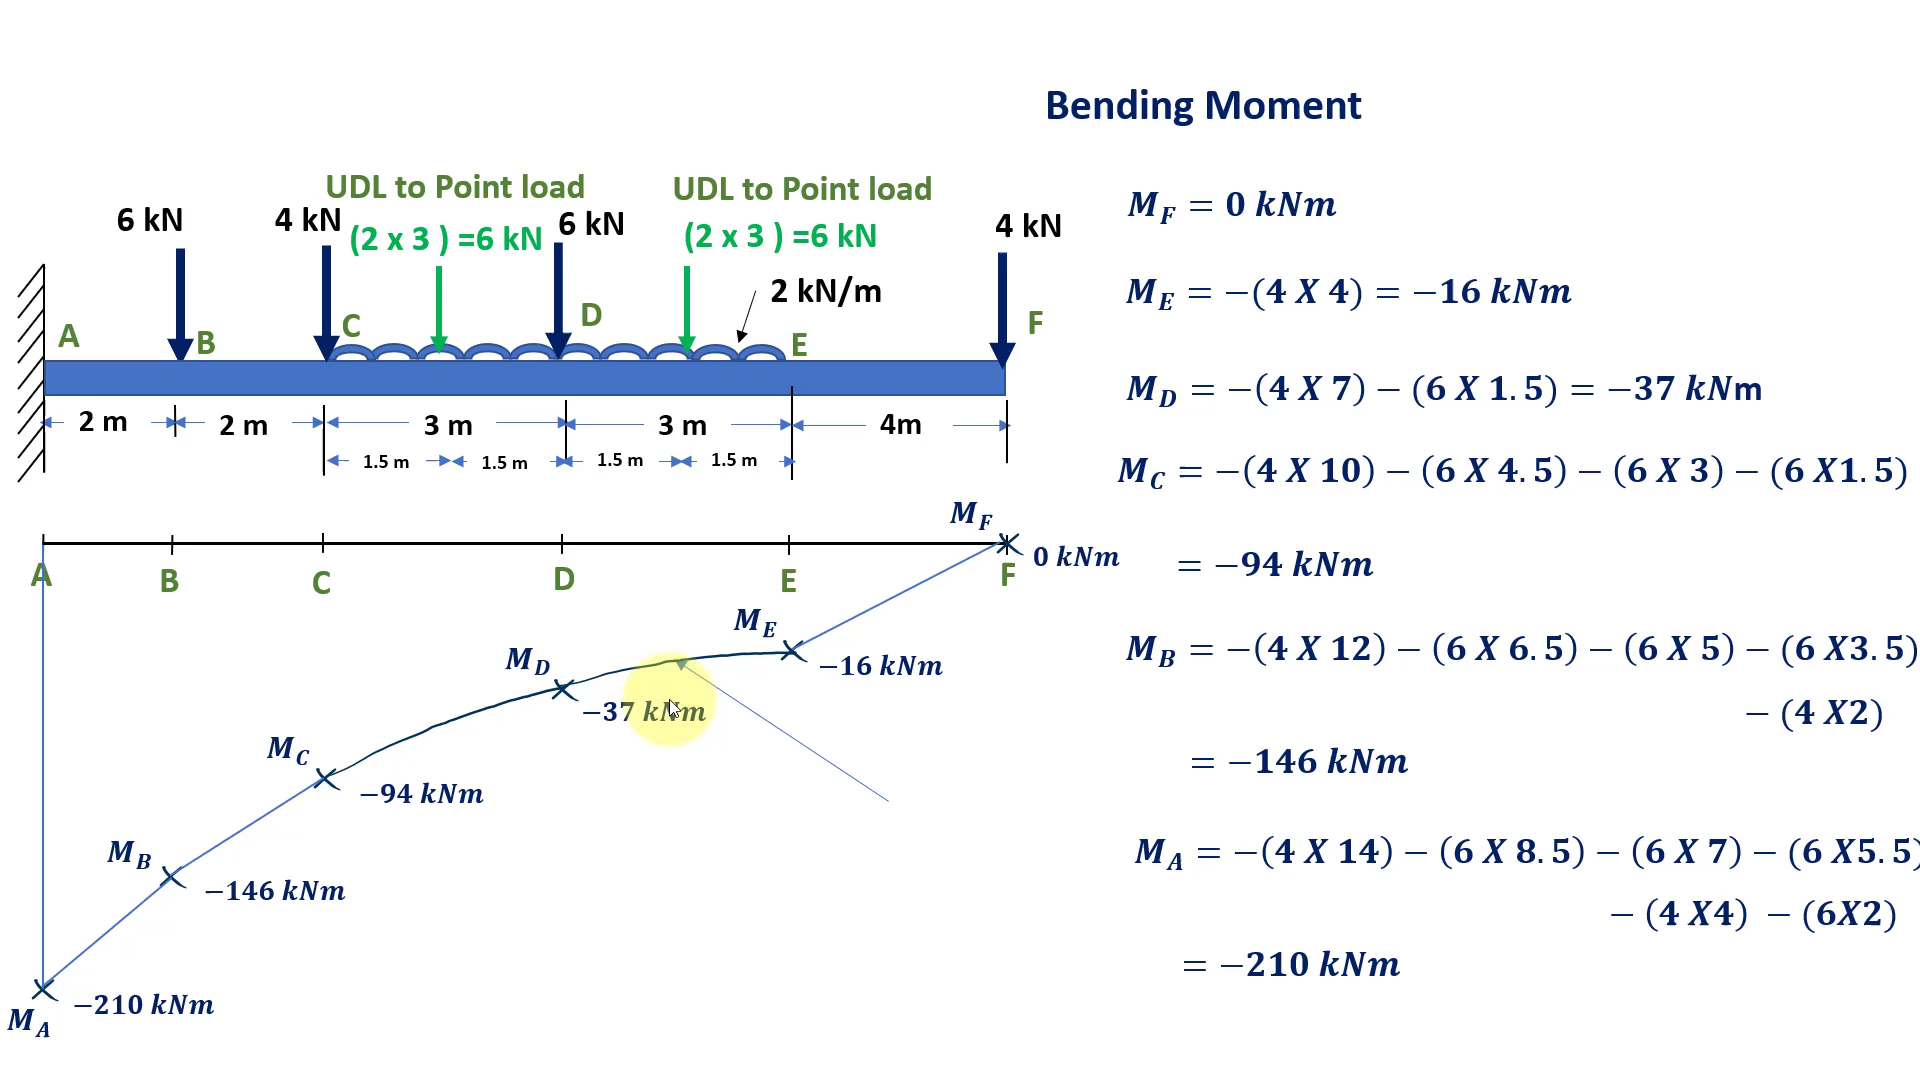 Bending Moment
UDL to Point load
UDL to Point load
6 kN
4 kN
(2 x 3 ) =6 kN
6 kN
(2 x 3 ) =6 kN
4 kN
2 kN/m
A
B
C
D
E
F
2 m
2 m
3 m
3 m
4m
1.5 m
1.5 m
1.5 m
1.5 m
M_F
0 kNm
A
B
C
D
E
F
M_E
−16 kNm
M_D
−37 kNm
M_C
−94 kNm
M_B
−146 kNm
M_A
−210 kNm
M_F = 0 kNm
M_E = −(4 X 4) = −16 kNm
M_D = −(4 X 7) − (6 X 1.5) = −37 kNm
M_C = −(4 X 10) − (6 X 4.5) − (6 X 3) − (6 X1.5)
= −94 kNm
M_B = −(4 X 12) − (6 X 6.5) − (6 X 5) − (6 X3.5)
− (4 X2)
= −146 kNm
M_A = −(4 X 14) − (6 X 8.5) − (6 X 7) − (6 X5.5)
− (4 X4) − (6X2)
= −210 kNm